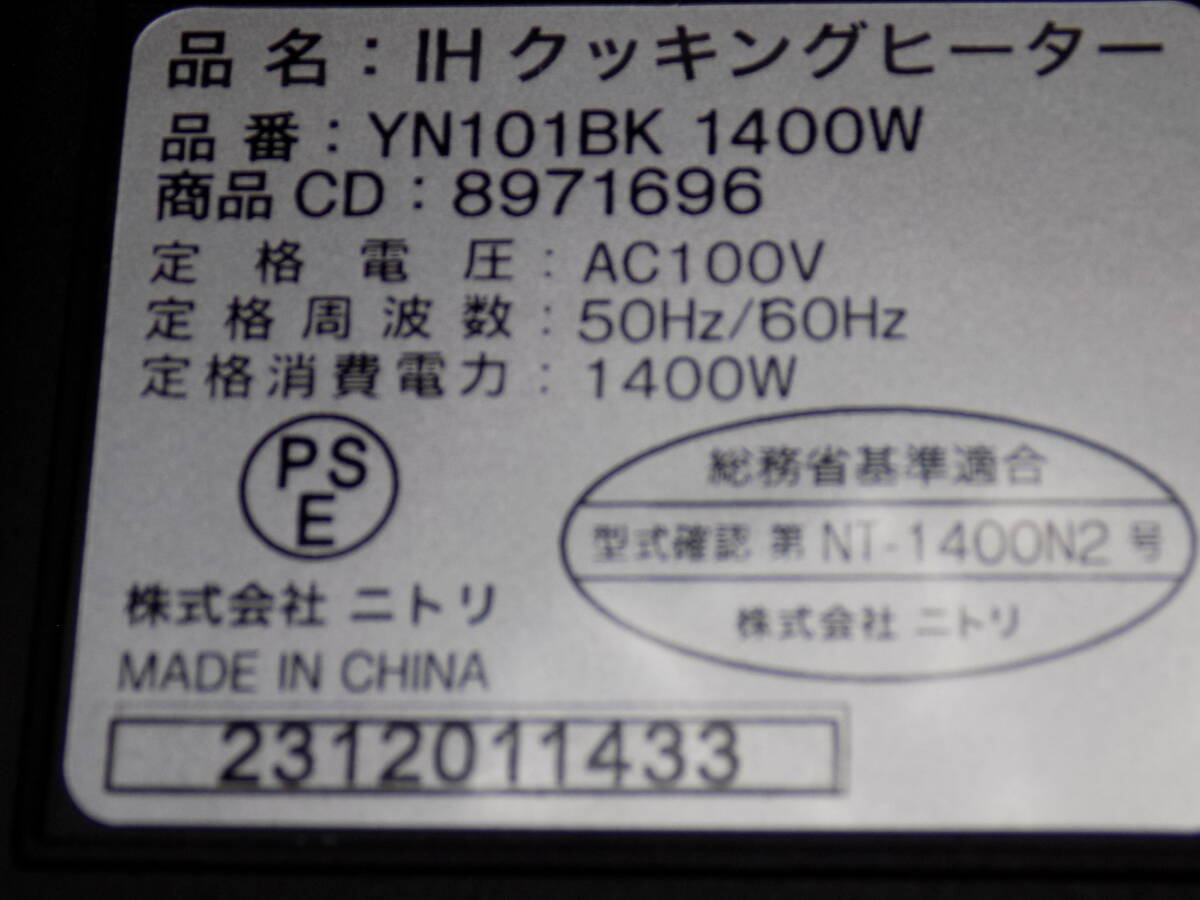 品名：IHクッキングヒーター
品番：YN101BK 1400W
商品CD：8971696
定格電圧：AC100V
定格周波数：50Hz/60Hz
定格消費電力：1400W
PS
E
総務省基準適合
型式確認 第 NT-1400N2 号
株式会社 ニトリ
株式会社 ニトリ
MADE IN CHINA
2312011433